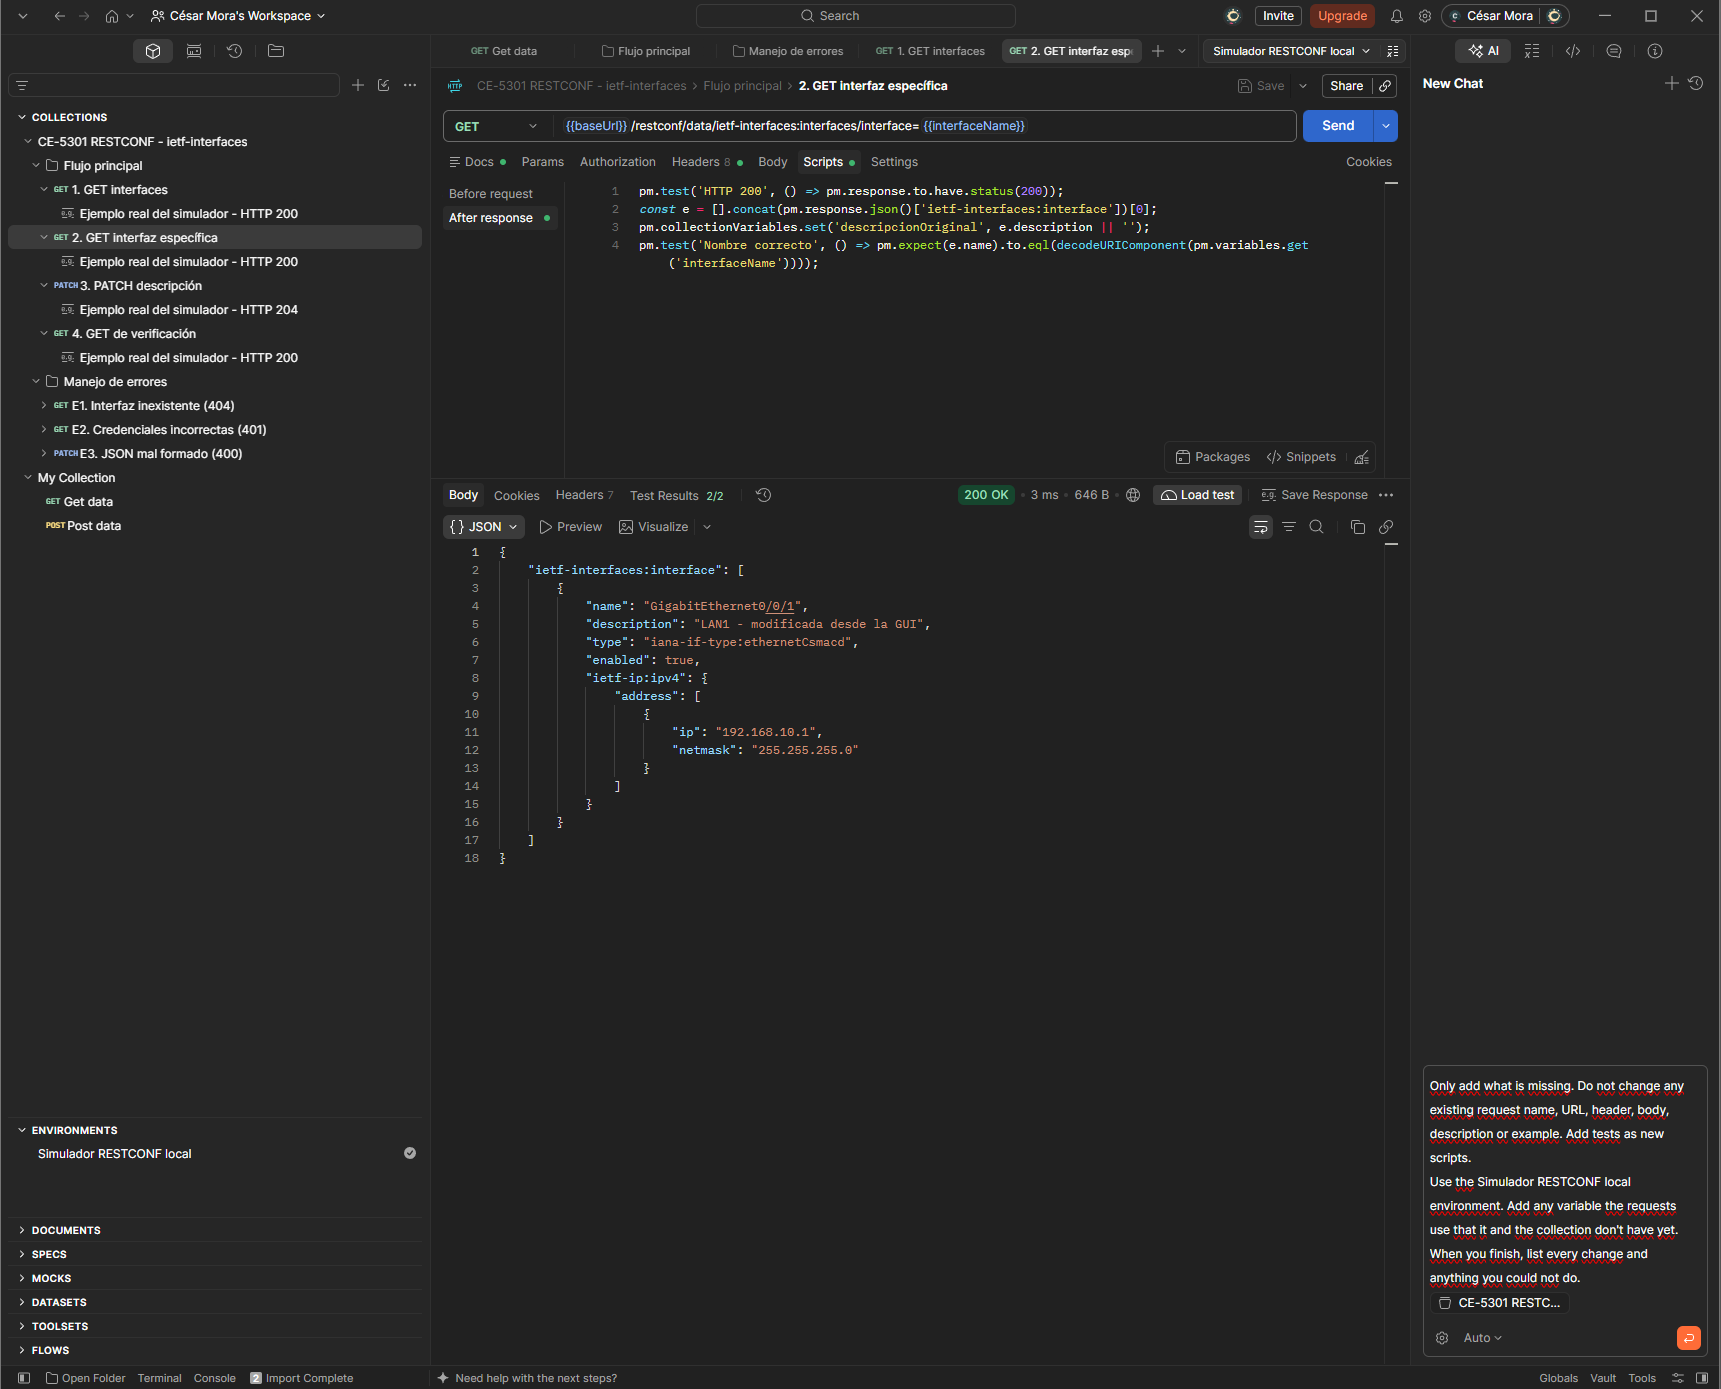 César Mora's Workspace
Search
Invite
Upgrade
César Mora
GET Get data
Flujo principal
Manejo de errores
GET 1. GET interfaces
GET 2. GET interfaz esp
Simulador RESTCONF local
AI
COLLECTIONS
CE-5301 RESTCONF - ietf-interfaces
Flujo principal
GET 1. GET interfaces
e.g. Ejemplo real del simulador - HTTP 200
GET 2. GET interfaz específica
e.g. Ejemplo real del simulador - HTTP 200
PATCH 3. PATCH descripción
e.g. Ejemplo real del simulador - HTTP 204
GET 4. GET de verificación
e.g. Ejemplo real del simulador - HTTP 200
Manejo de errores
GET E1. Interfaz inexistente (404)
GET E2. Credenciales incorrectas (401)
PATCH E3. JSON mal formado (400)
My Collection
GET Get data
POST Post data
ENVIRONMENTS
Simulador RESTCONF local
DOCUMENTS
SPECS
MOCKS
DATASETS
TOOLSETS
FLOWS
HTTP CE-5301 RESTCONF - ietf-interfaces > Flujo principal > 2. GET interfaz específica
Save
Share
GET
{{baseUrl}} /restconf/data/ietf-interfaces:interfaces/interface= {{interfaceName}}
Send
Docs
Params
Authorization
Headers 8
Body
Scripts
Settings
Cookies
Before request
After response
1 pm.test('HTTP 200', () => pm.response.to.have.status(200));
2 const e = [].concat(pm.response.json()['ietf-interfaces:interface'])[0];
3 pm.collectionVariables.set('descripcionOriginal', e.description || '');
4 pm.test('Nombre correcto', () => pm.expect(e.name).to.eql(decodeURIComponent(pm.variables.get
('interfaceName'))));
Packages
</> Snippets
Body
Cookies
Headers 7
Test Results 2/2
200 OK • 3 ms • 646 B
Load test
e.g. Save Response
{} JSON
Preview
Visualize
1 {
2 "ietf-interfaces:interface": [
3 {
4 "name": "GigabitEthernet0/0/1",
5 "description": "LAN1 - modificada desde la GUI",
6 "type": "iana-if-type:ethernetCsmacd",
7 "enabled": true,
8 "ietf-ip:ipv4": {
9 "address": [
10 {
11 "ip": "192.168.10.1",
12 "netmask": "255.255.255.0"
13 }
14 ]
15 }
16 }
17 ]
18 }
New Chat
Only add what is missing. Do not change any
existing request name, URL, header, body,
description or example. Add tests as new
scripts.
Use the Simulador RESTCONF local
environment. Add any variable the requests
use that it and the collection don't have yet.
When you finish, list every change and
anything you could not do.
CE-5301 RESTC...
Auto
Open Folder
Terminal
Console
2 Import Complete
Need help with the next steps?
Globals
Vault
Tools